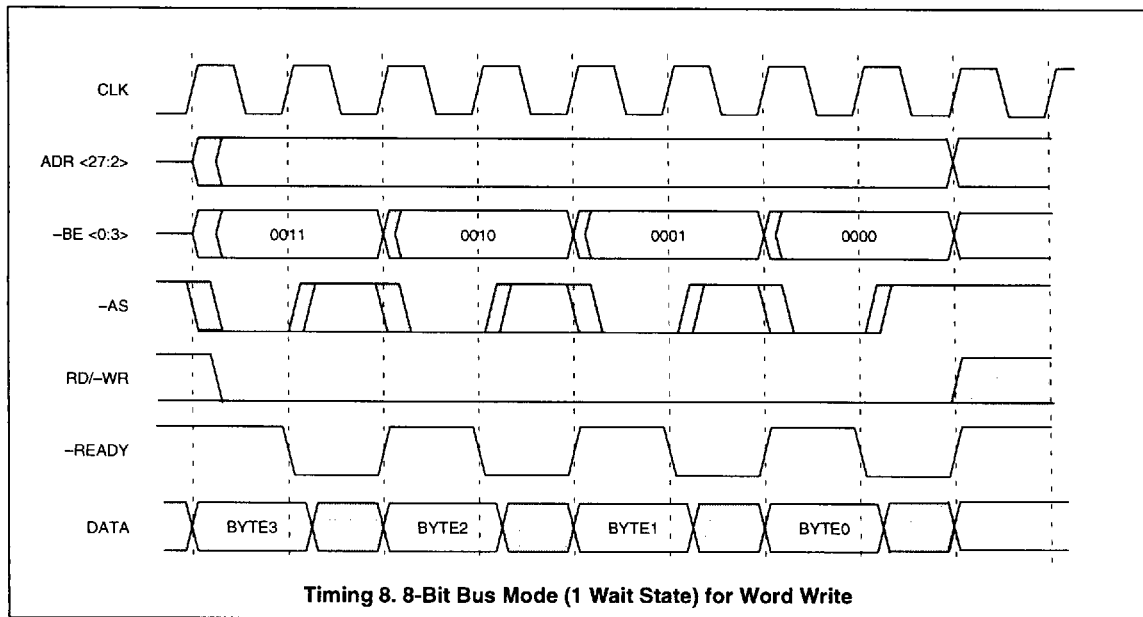 CLK
ADR <27:2>
–BE <0:3> 0011 0010 0001 0000
–AS
RD/–WR
–READY
DATA BYTE3 BYTE2 BYTE1 BYTE0
Timing 8. 8-Bit Bus Mode (1 Wait State) for Word Write